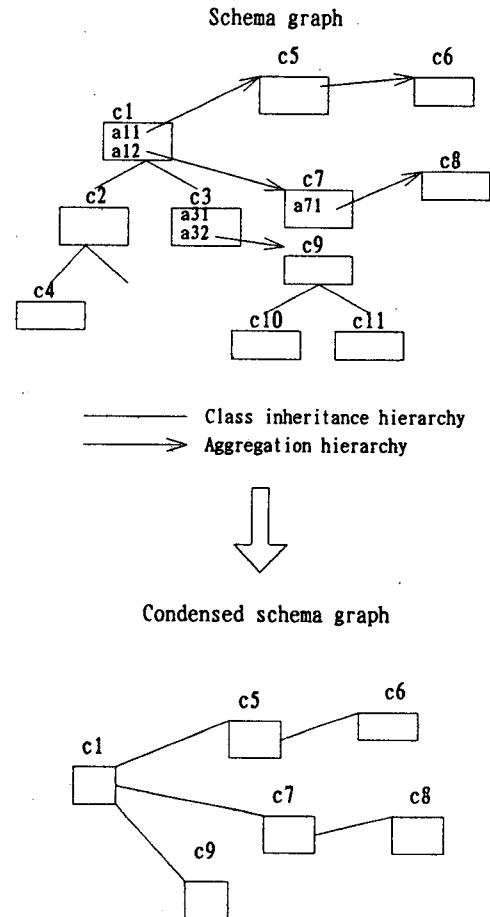 Schema graph
c5
c6
c1
a11
a12
c7
c8
a71
c2
c3
a31
a32
c9
c4
c10
c11
Class inheritance hierarchy
Aggregation hierarchy
Condensed schema graph
c5
c6
c1
c7
c8
c9